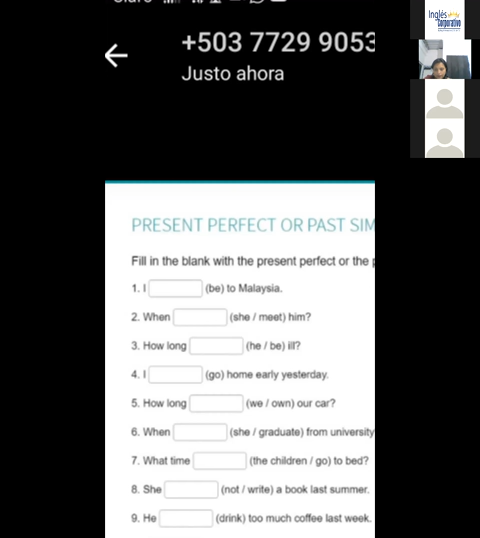 +503 7729 9053
Justo ahora
Inglés
corporativo
PRESENT PERFECT OR PAST SIM
Fill in the blank with the present perfect or the
1. I (be) to Malaysia.
2. When (she / meet) him?
3. How long (he / be) ill?
4. I (go) home early yesterday.
5. How long (we / own) our car?
6. When (she / graduate) from university
7. What time (the children / go) to bed?
8. She (not / write) a book last summer.
9. He (drink) too much coffee last week.